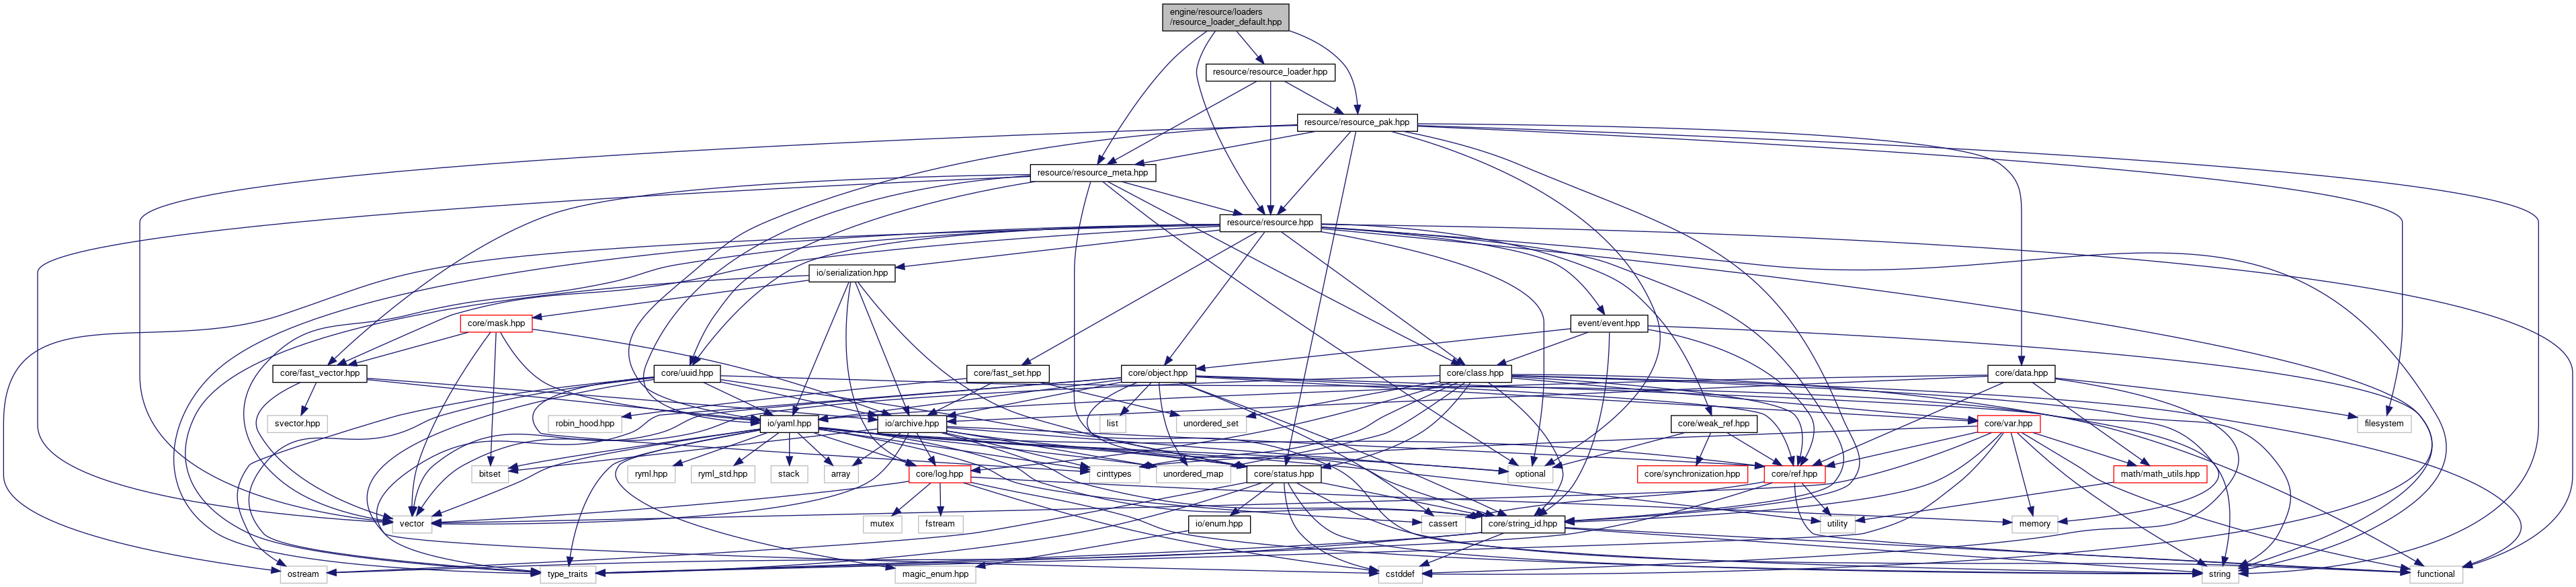 engine/resource/loaders
/resource_loader_default.hpp
resource/resource_loader.hpp
resource/resource_pak.hpp
resource/resource_meta.hpp
resource/resource.hpp
io/serialization.hpp
core/mask.hpp
event/event.hpp
core/fast_vector.hpp
core/uuid.hpp
core/fast_set.hpp
core/object.hpp
core/class.hpp
core/data.hpp
svector.hpp
robin_hood.hpp
io/yaml.hpp
io/archive.hpp
list
unordered_set
core/weak_ref.hpp
core/var.hpp
filesystem
bitset
ryml.hpp
ryml_std.hpp
stack
array
core/log.hpp
cinttypes
unordered_map
core/status.hpp
optional
core/synchronization.hpp
core/ref.hpp
math/math_utils.hpp
vector
mutex
fstream
io/enum.hpp
cassert
core/string_id.hpp
utility
memory
ostream
type_traits
magic_enum.hpp
cstddef
string
functional